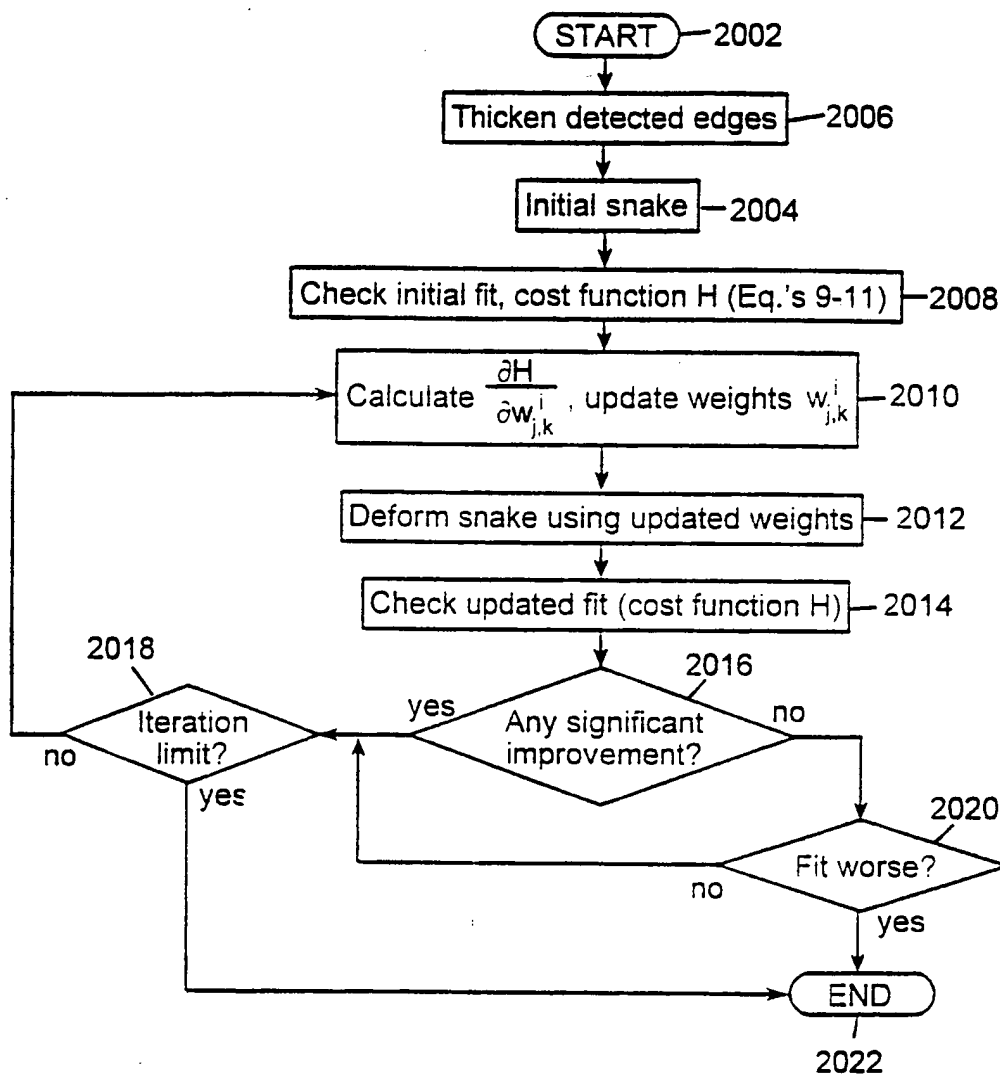 START 2002
Thicken detected edges 2006
Initial snake 2004
Check initial fit, cost function H (Eq.'s 9-11) 2008
Calculate ∂H/∂w_{j,k}^{i}, update weights w_{j,k}^{i} 2010
Deform snake using updated weights 2012
Check updated fit (cost function H) 2014
2018
2016
Iteration
limit?
no
yes
yes
Any significant
improvement?
no
2020
Fit worse?
no
yes
END
2022